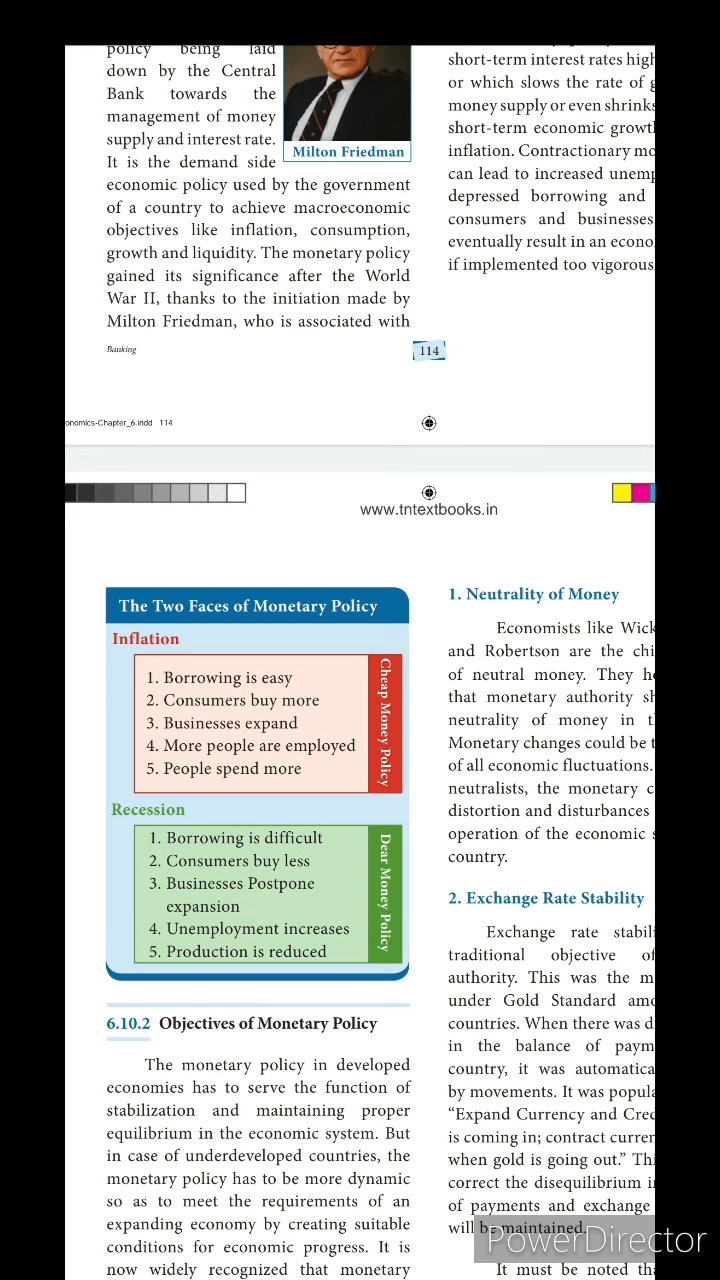 policy being laid
down by the Central
Bank towards the
management of money
supply and interest rate.
It is the demand side
Milton Friedman
economic policy used by the government
of a country to achieve macroeconomic
objectives like inflation, consumption,
growth and liquidity. The monetary policy
gained its significance after the World
War II, thanks to the initiation made by
Milton Friedman, who is associated with
short-term interest rates high
or which slows the rate of
money supply or even shrinks
short-term economic growt
inflation. Contractionary mo
can lead to increased unemp
depressed borrowing and
consumers and businesses
eventually result in an econo
if implemented too vigorous
Banking
114
onomics-Chapter_6.indd 114
www.tntextbooks.in
The Two Faces of Monetary Policy
Inflation
1. Borrowing is easy
2. Consumers buy more
3. Businesses expand
4. More people are employed
5. People spend more
Cheap Money Policy
Recession
1. Borrowing is difficult
2. Consumers buy less
3. Businesses Postpone
expansion
4. Unemployment increases
5. Production is reduced
Dear Money Policy
6.10.2 Objectives of Monetary Policy
The monetary policy in developed
economies has to serve the function of
stabilization and maintaining proper
equilibrium in the economic system. But
in case of underdeveloped countries, the
monetary policy has to be more dynamic
so as to meet the requirements of an
expanding economy by creating suitable
conditions for economic progress. It is
now widely recognized that monetary
1. Neutrality of Money
Economists like Wick
and Robertson are the chi
of neutral money. They h
that monetary authority s
neutrality of money in t
Monetary changes could be t
of all economic fluctuations.
neutralists, the monetary c
distortion and disturbances
operation of the economic s
country.
2. Exchange Rate Stability
Exchange rate stabili
traditional objective of
authority. This was the m
under Gold Standard amo
countries. When there was d
in the balance of paym
country, it was automatica
by movements. It was popula
“Expand Currency and Cred
is coming in; contract curren
when gold is going out.” Thi
correct the disequilibrium i
of payments and exchange
will be maintained.
It must be noted tha
PowerDirector